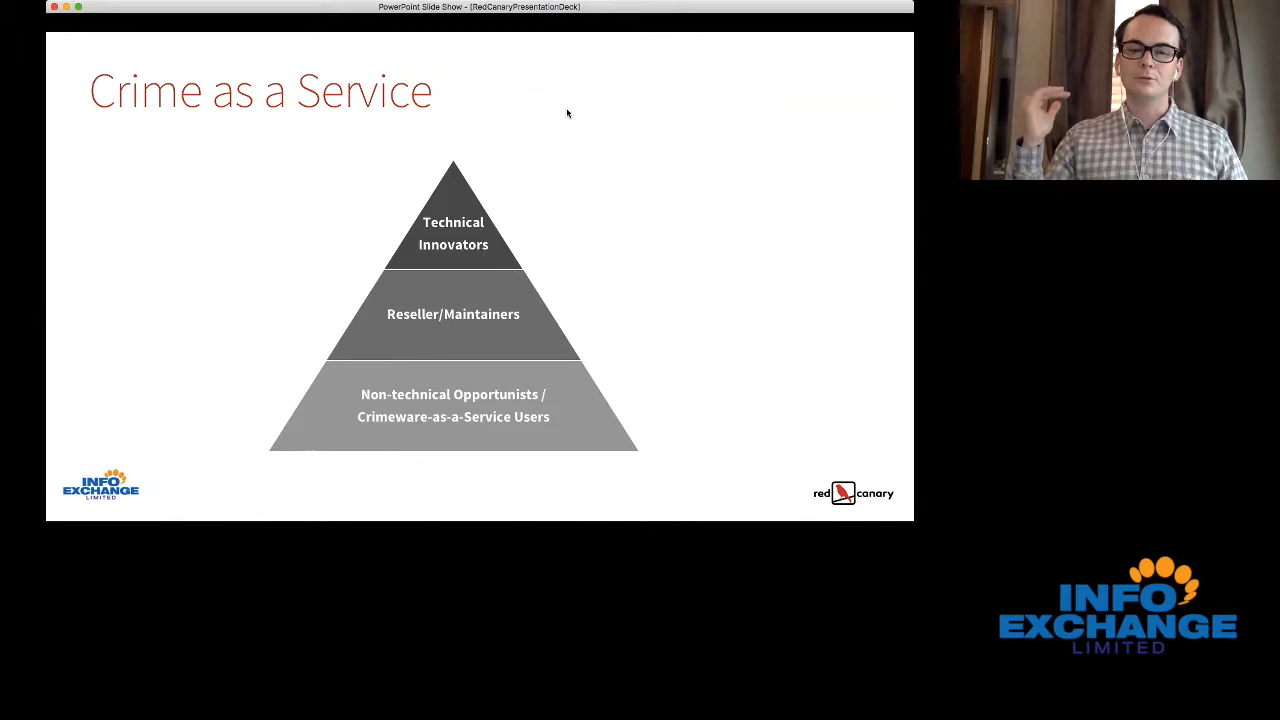 PowerPoint Slide Show - [RedCanaryPresentationDeck]
Crime as a Service
Technical
Innovators
Reseller/Maintainers
Non-technical Opportunists /
Crimeware-as-a-Service Users
INFO
EXCHANGE
LIMITED
red canary
INFO
EXCHANGE
LIMITED